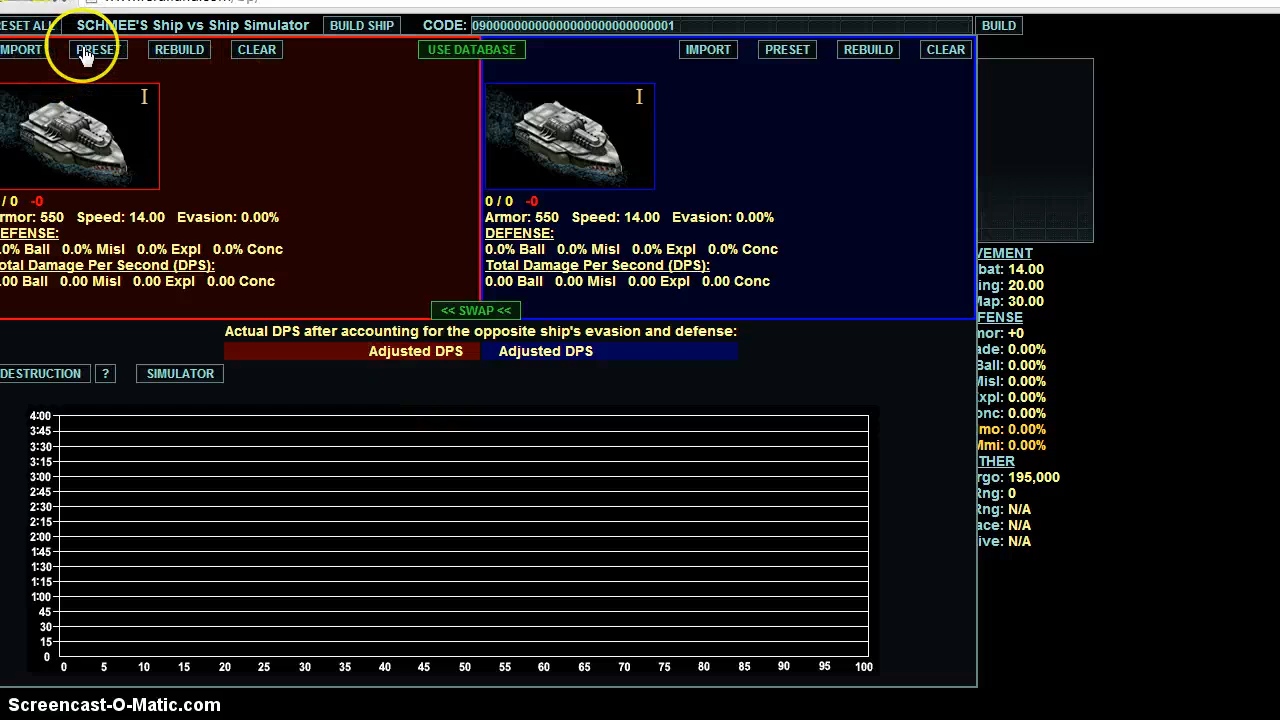 ESET ALL SCHMEE'S Ship vs Ship Simulator BUILD SHIP CODE: BUILD
MPORT PRESET REBUILD CLEAR USE DATABASE IMPORT PRESET REBUILD CLEAR
I I
/ 0 -0 0 / 0 -0
rmor: 550 Speed: 14.00 Evasion: 0.00% Armor: 550 Speed: 14.00 Evasion: 0.00%
EFENSE: DEFENSE:
.0% Ball 0.0% Misl 0.0% Expl 0.0% Conc 0.0% Ball 0.0% Misl 0.0% Expl 0.0% Conc
otal Damage Per Second (DPS): Total Damage Per Second (DPS):
.00 Ball 0.00 Misl 0.00 Expl 0.00 Conc 0.00 Ball 0.00 Misl 0.00 Expl 0.00 Conc
<< SWAP <<
Actual DPS after accounting for the opposite ship's evasion and defense:
Adjusted DPS Adjusted DPS
DESTRUCTION ? SIMULATOR
4:00
3:45
3:30
3:15
3:00
2:45
2:30
2:15
2:00
1:45
1:30
1:15
1:00
45
30
15
0
0 5 10 15 20 25 30 35 40 45 50 55 60 65 70 75 80 85 90 95 100
VEMENT
bat: 14.00
ing: 20.00
Map: 30.00
FENSE
mor: +0
ade: 0.00%
Ball: 0.00%
Misl: 0.00%
Expl: 0.00%
onc: 0.00%
mo: 0.00%
Mmi: 0.00%
THER
rgo: 195,000
Rng: 0
Rng: N/A
ace: N/A
ive: N/A
Screencast-O-Matic.com